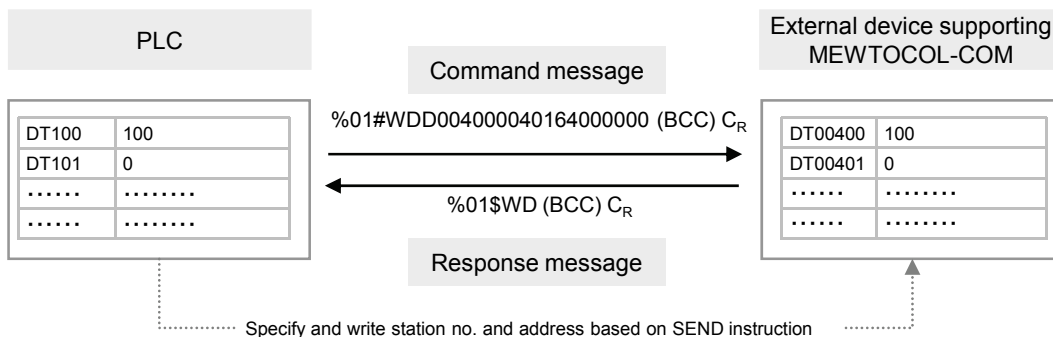 PLC
External device supporting
MEWTOCOL-COM
Command message
%01#WDD004000040164000000 (BCC) CR
DT100 100
DT101 0
...... ........
...... ........
DT00400 100
DT00401 0
...... ........
...... ........
%01$WD (BCC) CR
Response message
Specify and write station no. and address based on SEND instruction